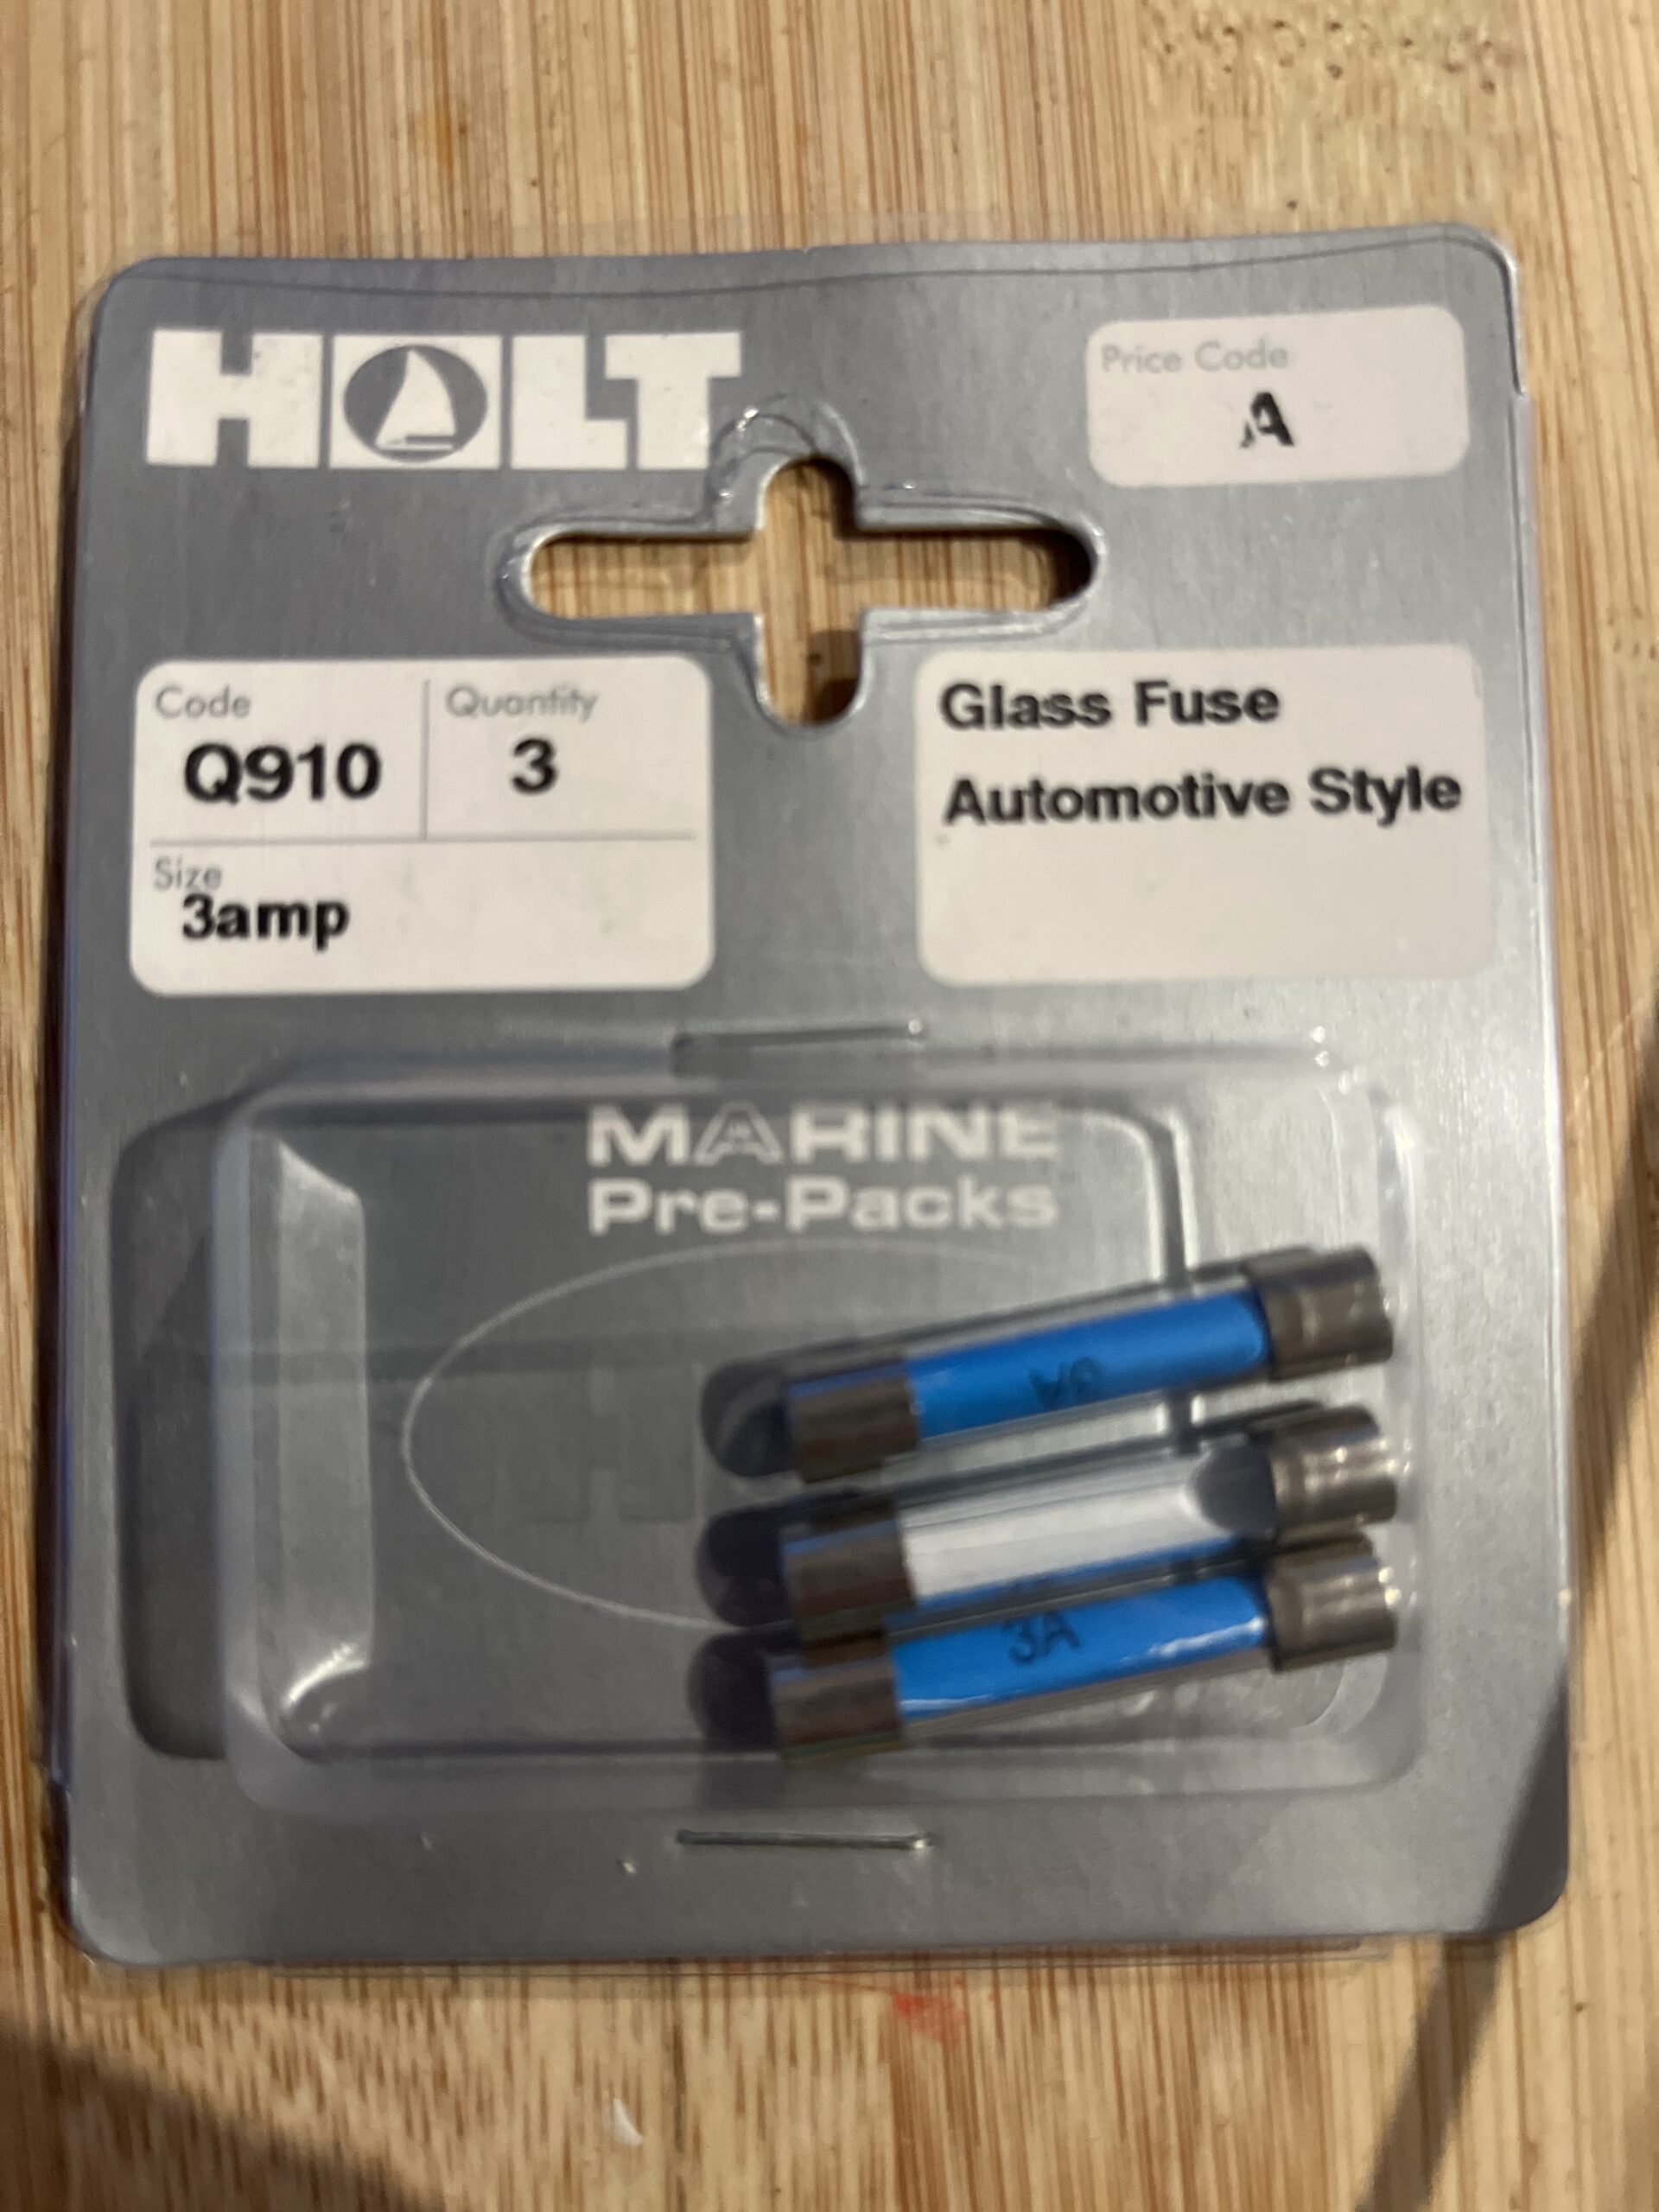 HOLT
Price Code
A
Code
Q910
Quantity
3
Size
3amp
Glass Fuse
Automotive Style
MARINE
Pre-Packs
3A
3A